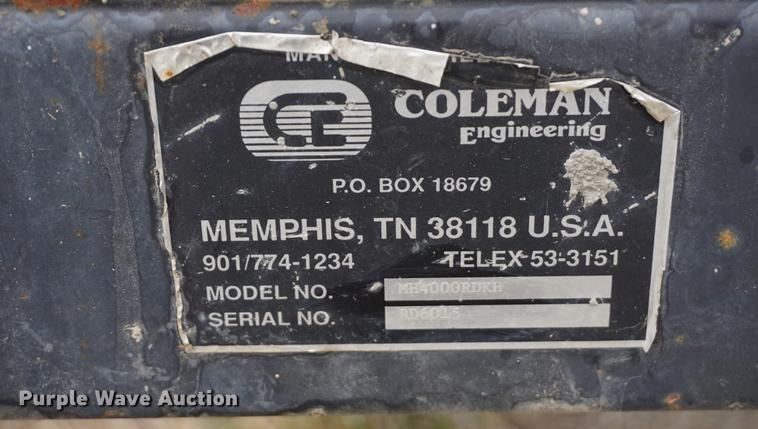 COLEMAN
Engineering
P.O. BOX 18679
MEMPHIS, TN 38118 U.S.A.
901/774-1234 TELEX 53-3151
MODEL NO. MH4000RDKH
SERIAL NO. RD6015
Purple Wave Auction